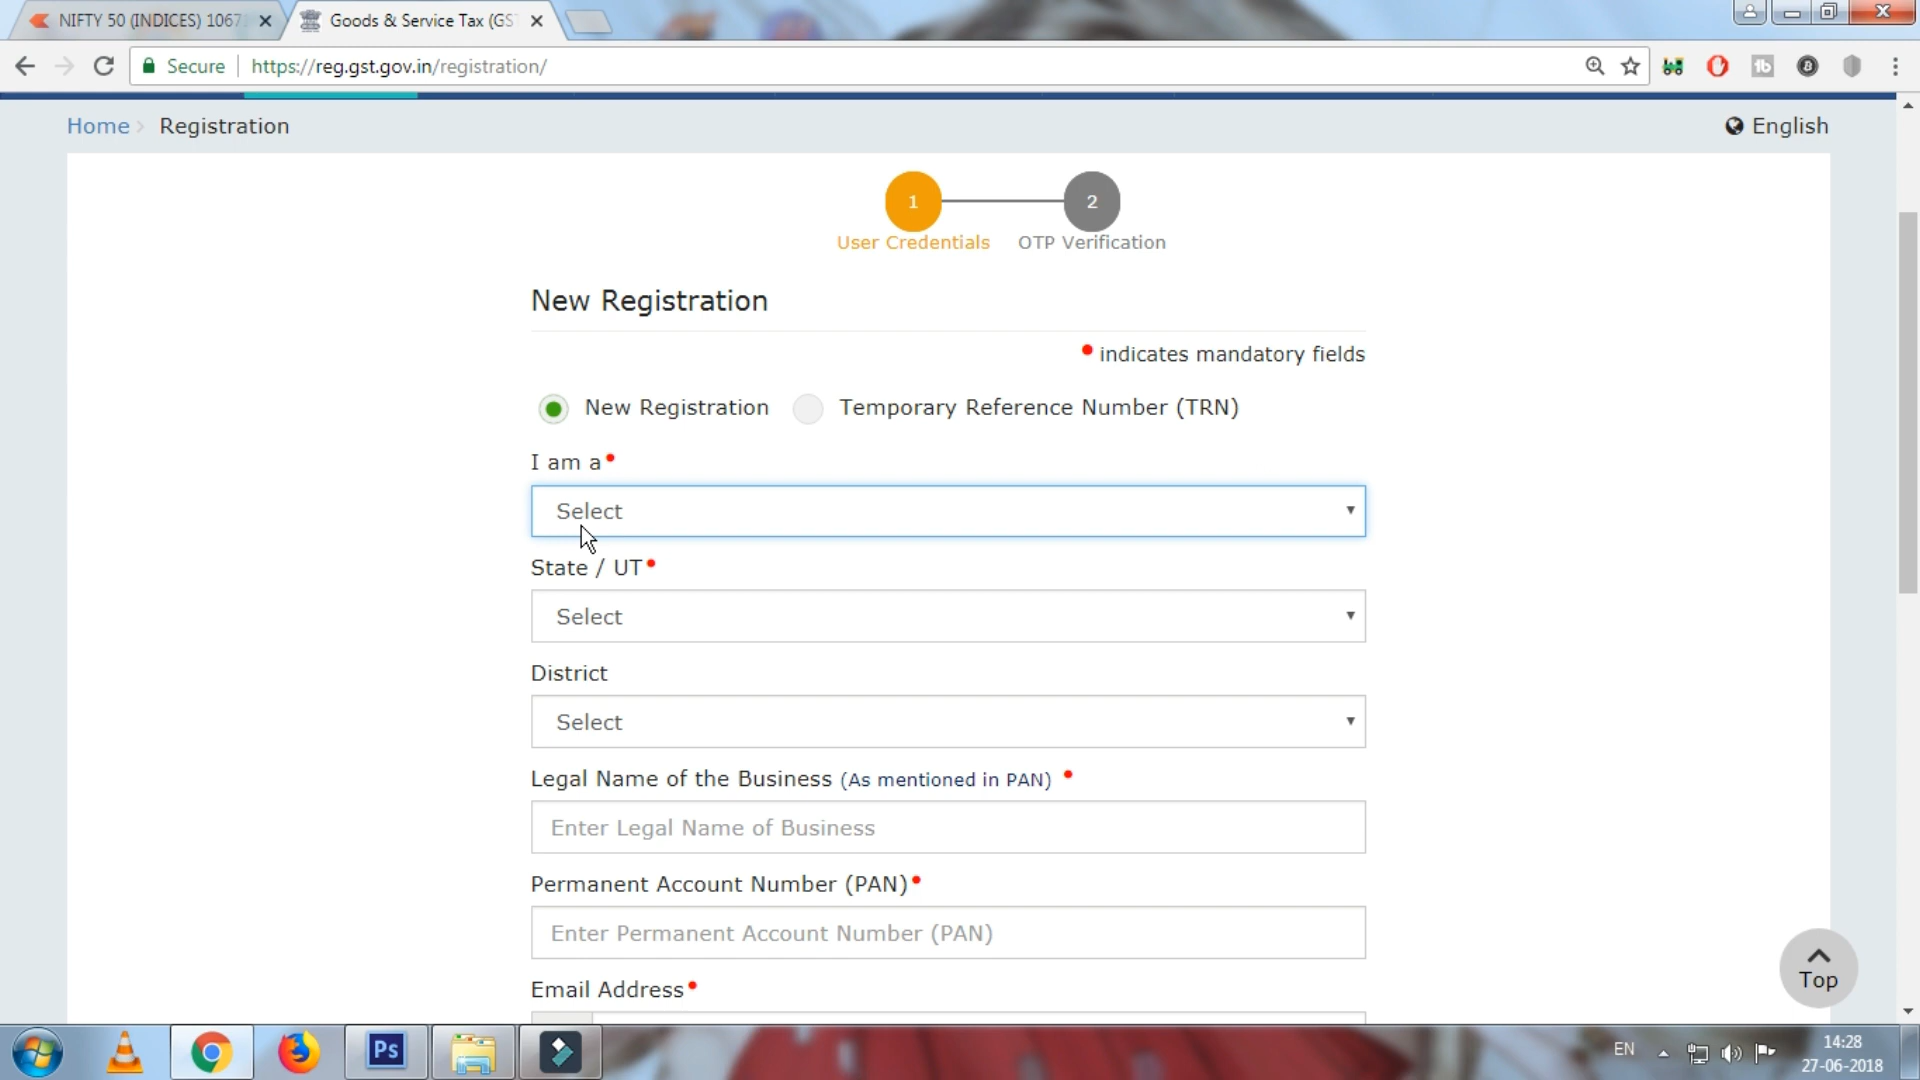 NIFTY 50 (INDICES) 1067
Goods & Service Tax (GS
Secure
https://reg.gst.gov.in/registration/
Home
Registration
English
1
2
User Credentials
OTP Verification
New Registration
• indicates mandatory fields
New Registration
Temporary Reference Number (TRN)
I am a•
Select
State / UT•
Select
District
Select
Legal Name of the Business (As mentioned in PAN) •
Enter Legal Name of Business
Permanent Account Number (PAN)•
Enter Permanent Account Number (PAN)
Email Address•
Top
Ps
EN
14:28
27-06-2018